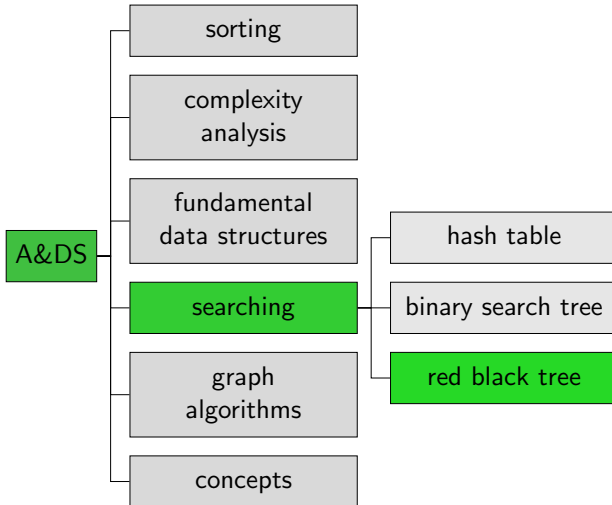 A&DS
sorting
complexity
analysis
fundamental
data structures
searching
graph
algorithms
concepts
hash table
binary search tree
red black tree